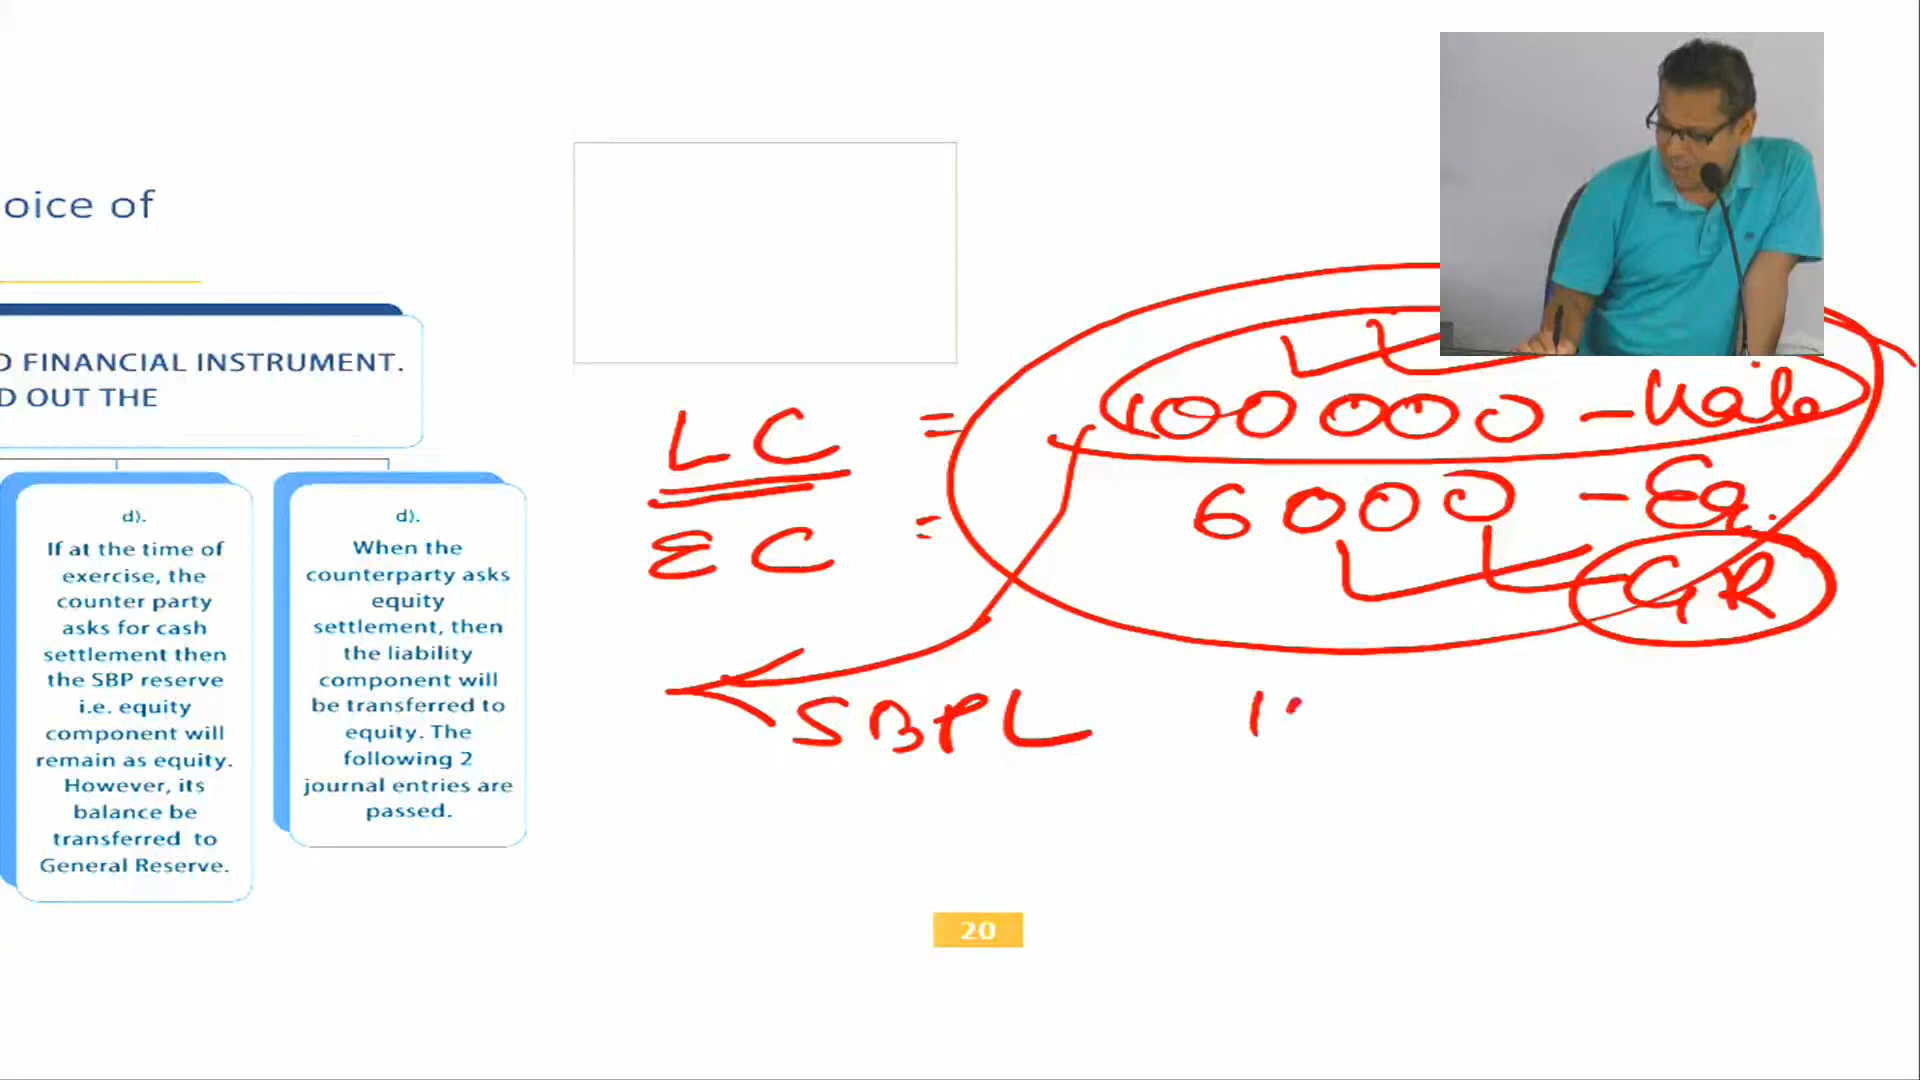 oice of
D FINANCIAL INSTRUMENT.
D OUT THE
d).
If at the time of
exercise, the
counter party
asks for cash
settlement then
the SBP reserve
i.e. equity
component will
remain as equity.
However, its
balance be
transferred to
General Reserve.
d).
When the
counterparty asks
equity
settlement, then
the liability
component will
be transferred to
equity. The
following 2
journal entries are
passed.
LC = 100000 -
EC = 6000 - Eq.
GR
SBPL
20